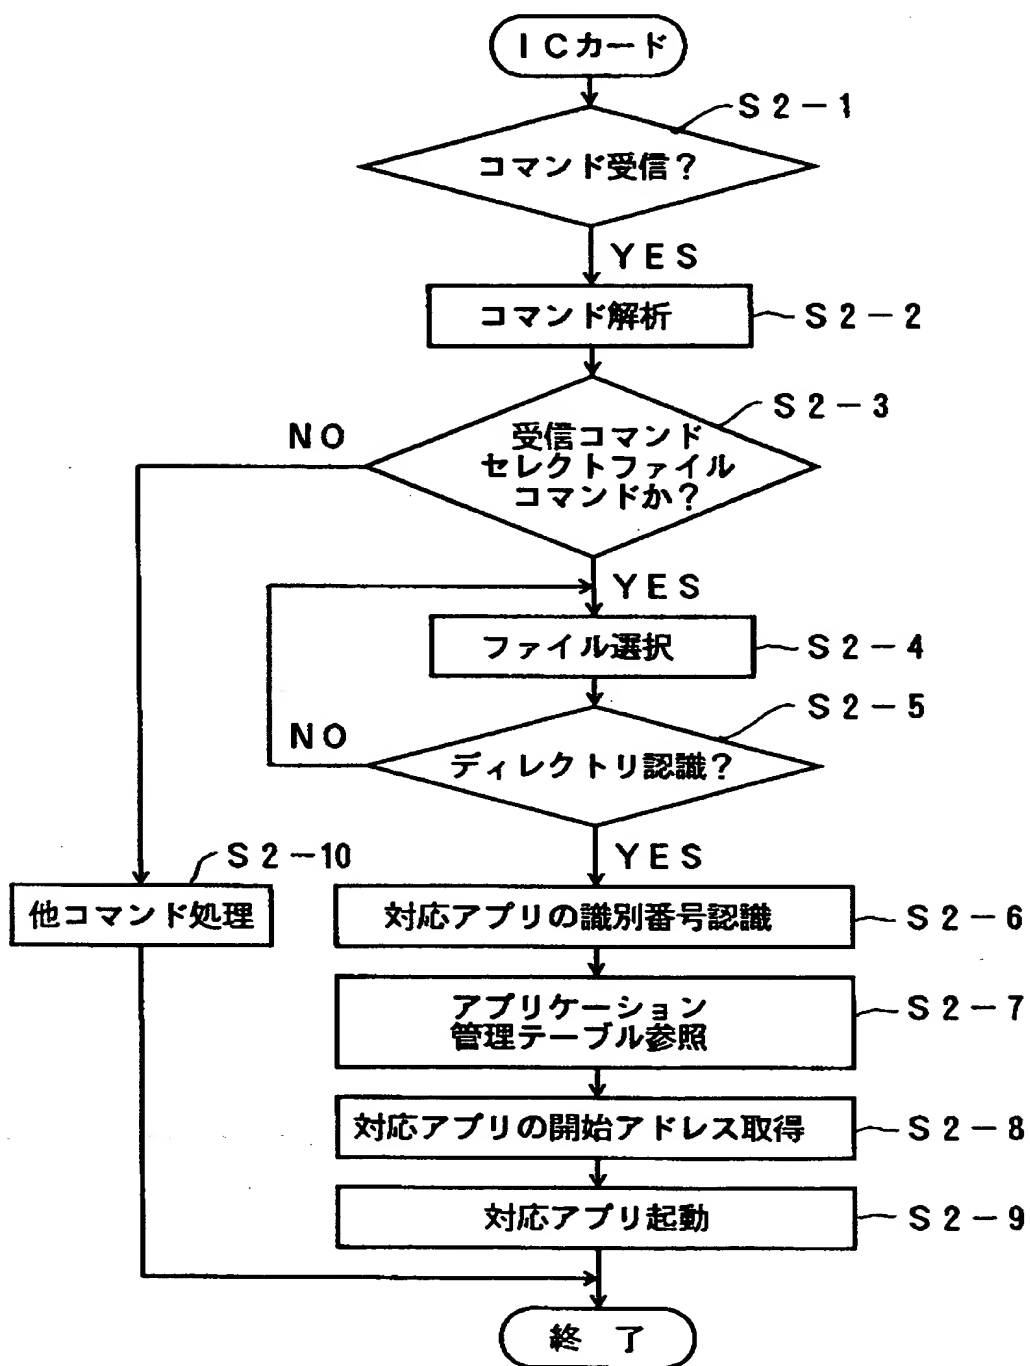 ICカード
S2-1
コマンド受信?
YES
コマンド解析
S2-2
S2-3
NO
受信コマンド
セレクトファイル
コマンドか?
YES
ファイル選択
S2-4
S2-5
NO
ディレクトリ認識?
YES
S2-10
他コマンド処理
対応アプリの識別番号認識
S2-6
アプリケーション
管理テーブル参照
S2-7
対応アプリの開始アドレス取得
S2-8
対応アプリ起動
S2-9
終了